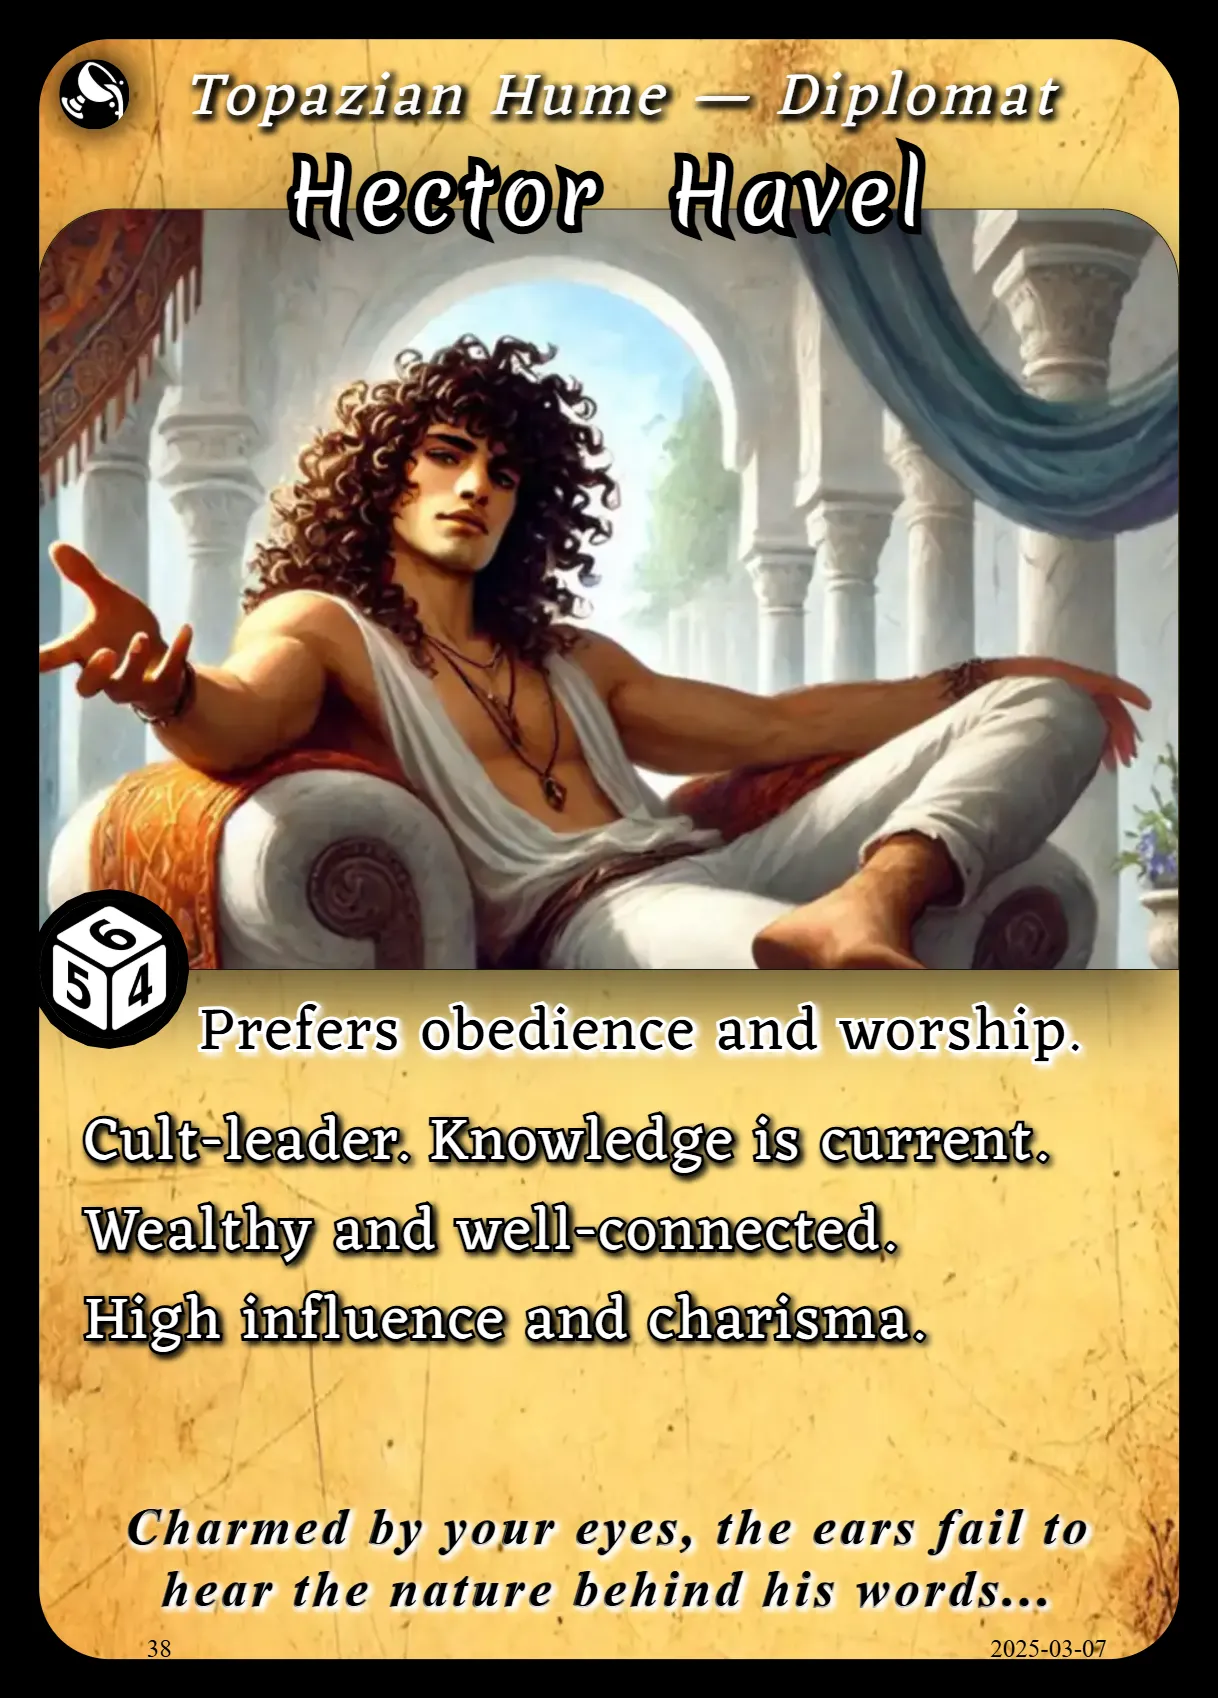 Topazian Hume — Diplomat
Hector Havel
6
5 4
Prefers obedience and worship.
Cult-leader. Knowledge is current.
Wealthy and well-connected.
High influence and charisma.
Charmed by your eyes, the ears fail to
hear the nature behind his words...
38 2025-03-07